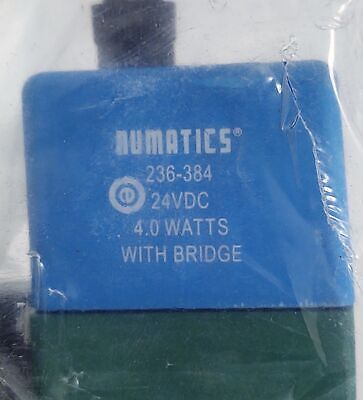 NUMATICS®
236-384
24VDC
4.0 WATTS
WITH BRIDGE